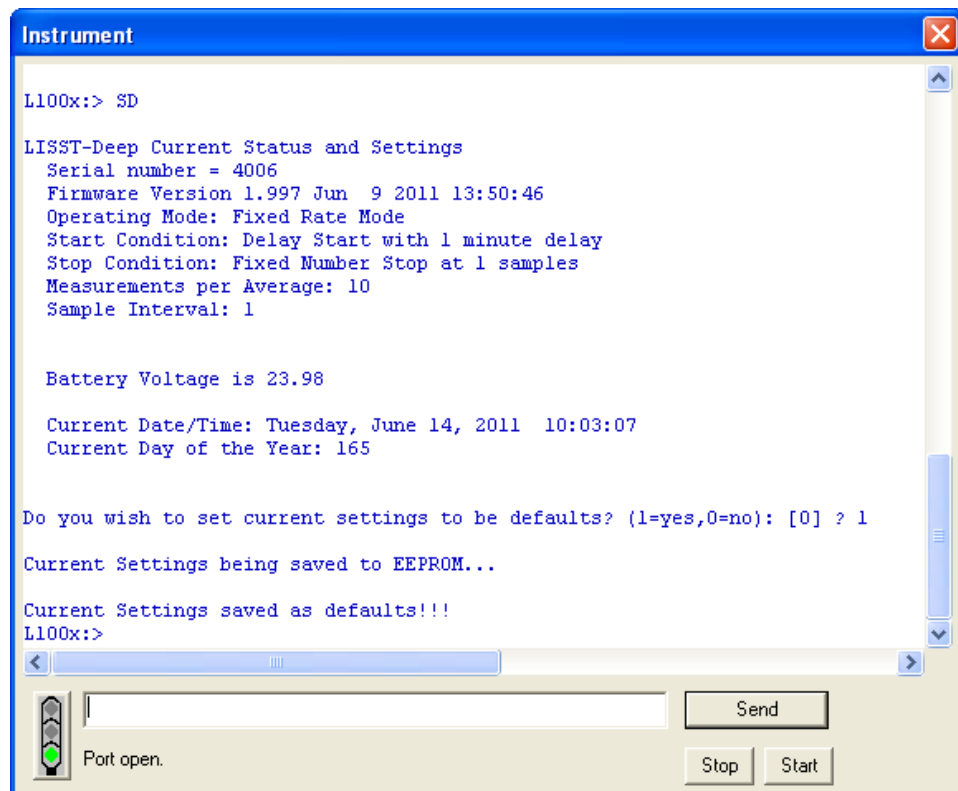 Instrument
L100x:> SD
LISST-Deep Current Status and Settings
Serial number = 4006
Firmware Version 1.997 Jun  9 2011 13:50:46
Operating Mode: Fixed Rate Mode
Start Condition: Delay Start with 1 minute delay
Stop Condition: Fixed Number Stop at 1 samples
Measurements per Average: 10
Sample Interval: 1
Battery Voltage is 23.98
Current Date/Time: Tuesday, June 14, 2011  10:03:07
Current Day of the Year: 165
Do you wish to set current settings to be defaults? (1=yes,0=no): [0] ? 1
Current Settings being saved to EEPROM...
Current Settings saved as defaults!!!
L100x:>
Send
Port open.
Stop Start